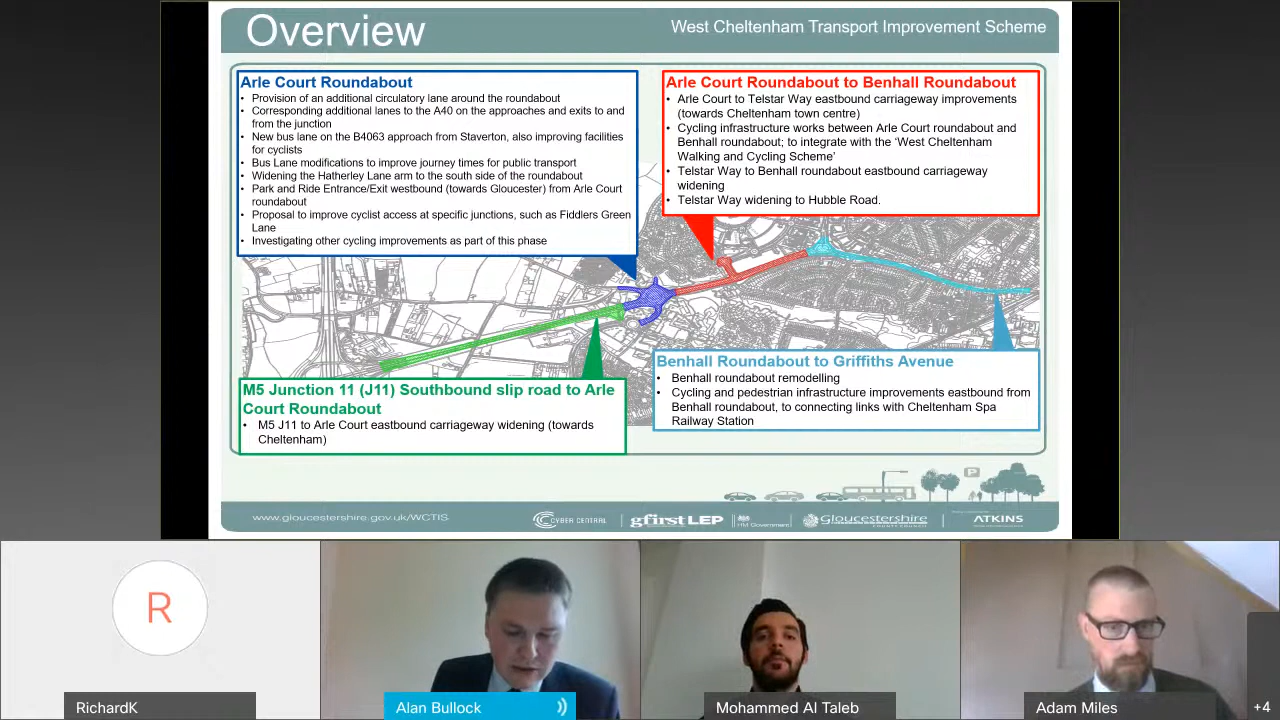 Overview
West Cheltenham Transport Improvement Scheme
Arle Court Roundabout
• Provision of an additional circulatory lane around the roundabout
• Corresponding additional lanes to the A40 on the approaches and exits to and
from the junction
• New bus lane on the B4063 approach from Staverton, also improving facilities
for cyclists
• Bus Lane modifications to improve journey times for public transport
• Widening the Hatherley Lane arm to the south side of the roundabout
• Park and Ride Entrance/Exit westbound (towards Gloucester) from Arle Court
roundabout
• Proposal to improve cyclist access at specific junctions, such as Fiddlers Green
Lane
• Investigating other cycling improvements as part of this phase
Arle Court Roundabout to Benhall Roundabout
• Arle Court to Telstar Way eastbound carriageway improvements
(towards Cheltenham town centre)
• Cycling infrastructure works between Arle Court roundabout and
Benhall roundabout; to integrate with the ‘West Cheltenham
Walking and Cycling Scheme’
• Telstar Way to Benhall roundabout eastbound carriageway
widening
• Telstar Way widening to Hubble Road.
M5 Junction 11 (J11) Southbound slip road to Arle
Court Roundabout
• M5 J11 to Arle Court eastbound carriageway widening (towards
Cheltenham)
Benhall Roundabout to Griffiths Avenue
• Benhall roundabout remodelling
• Cycling and pedestrian infrastructure improvements eastbound from
Benhall roundabout, to connecting links with Cheltenham Spa
Railway Station
P
www.gloucestershire.gov.uk/WCTIS
CYBER CENTRAL
gfirst LEP
HM Government
Gloucestershire
COUNTY COUNCIL
ATKINS
R
RichardK
Alan Bullock
Mohammed Al Taleb
Adam Miles
+4